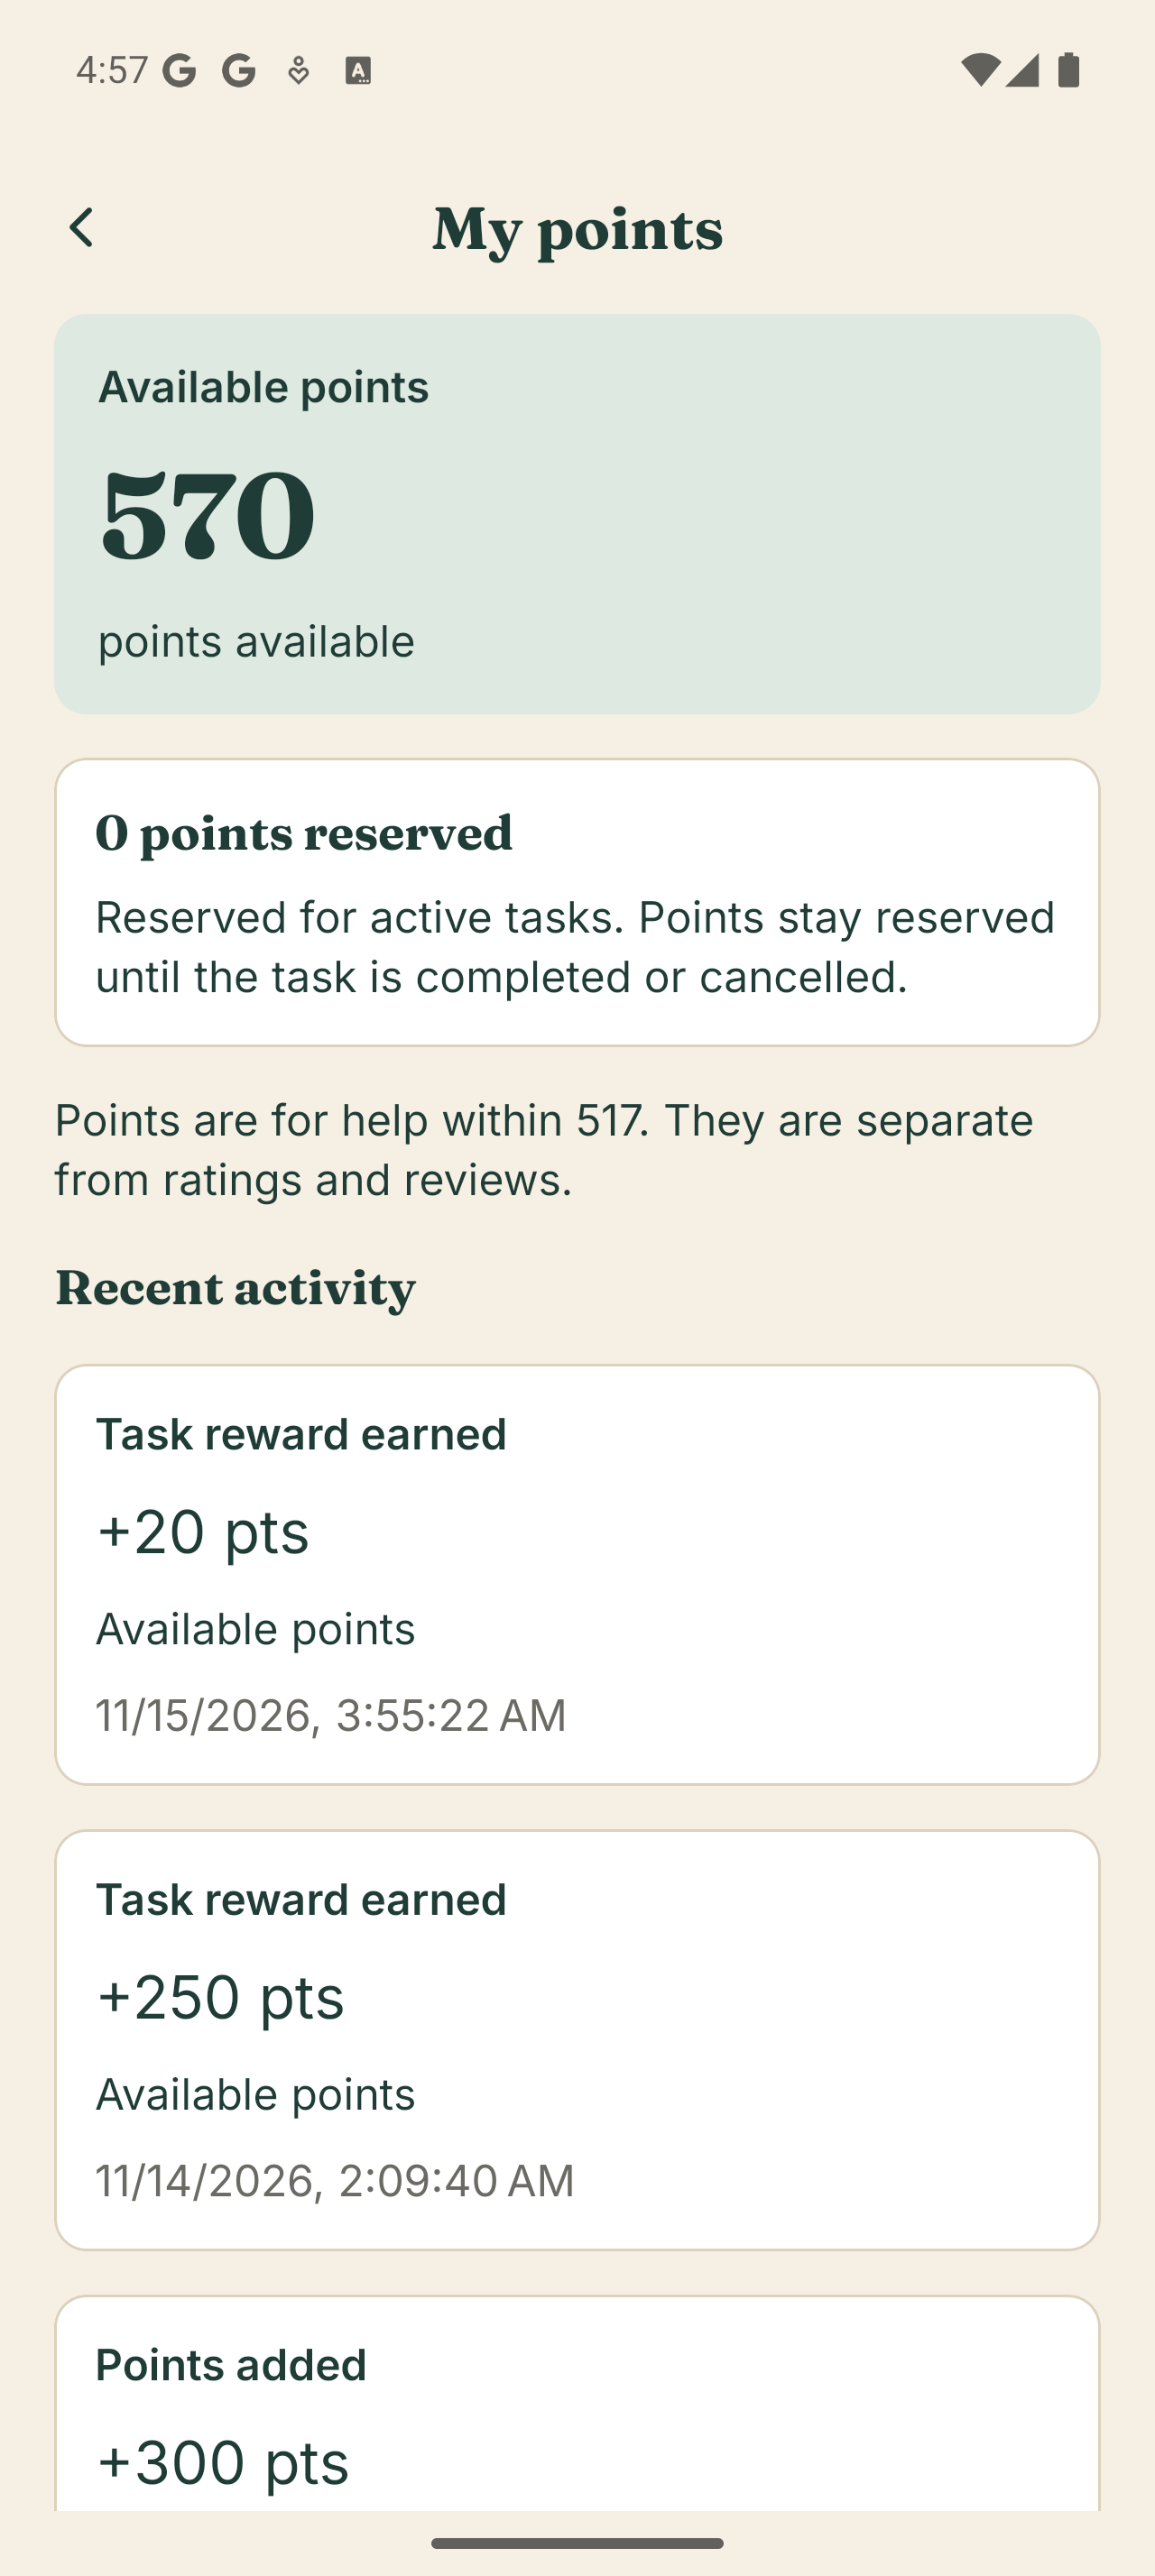 4:57
My points
Available points
570
points available
0 points reserved
Reserved for active tasks. Points stay reserved
until the task is completed or cancelled.
Points are for help within 517. They are separate
from ratings and reviews.
Recent activity
Task reward earned
+20 pts
Available points
11/15/2026, 3:55:22 AM
Task reward earned
+250 pts
Available points
11/14/2026, 2:09:40 AM
Points added
+300 pts